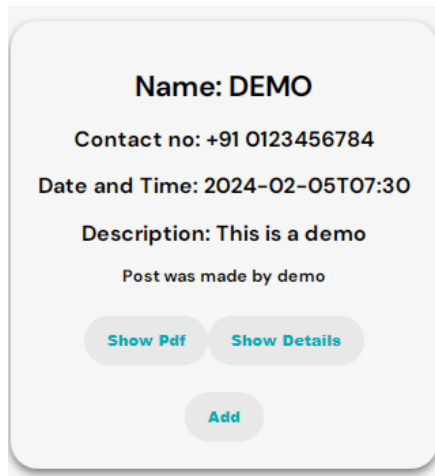 Name: DEMO
Contact no: +91 0123456784
Date and Time: 2024-02-05T07:30
Description: This is a demo
Post was made by demo
Show Pdf Show Details
Add